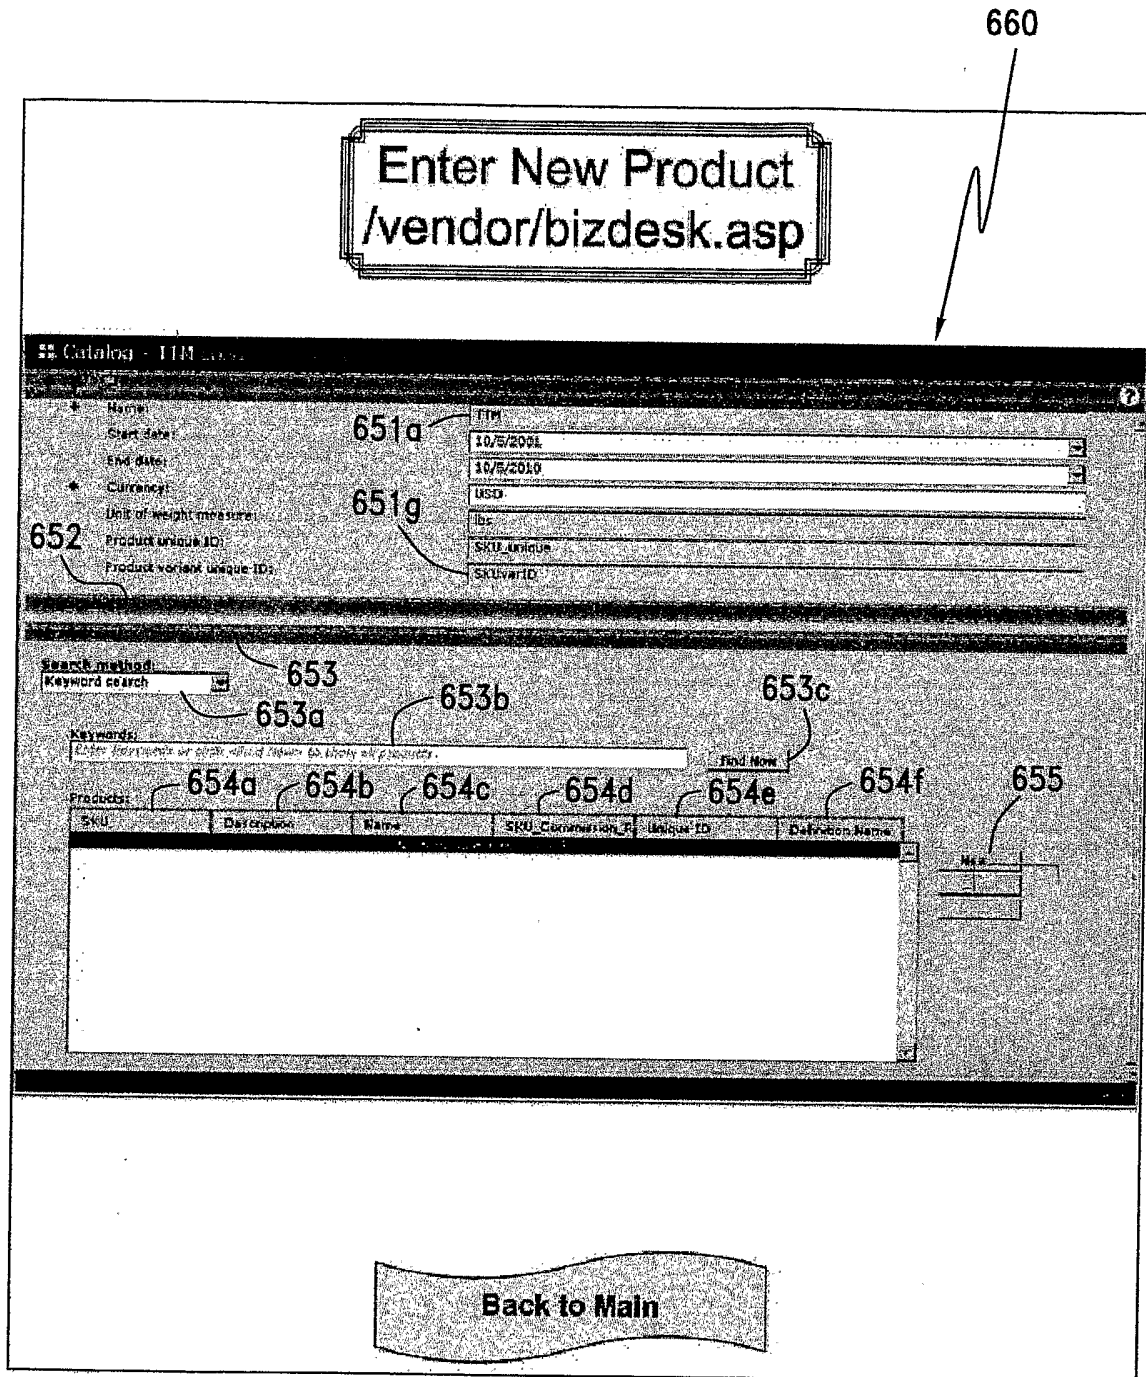 660
Enter New Product
/vendor/bizdesk.asp
Catalog - TTM
Name: 651a TTM
Start date: 10/5/2001
End date: 10/5/2010
Currency: 651g USD
Unit of weight measure: lbs
652 Product unique ID: SKU_unique
Product variant unique ID: SKUvarID
653
Search method:
Keyword search
653a 653b 653c
Keywords:
Find Now
654a 654b 654c 654d 654e 654f 655
Products:
SKU Description Name SKU_Commission_P Unique ID Definition Name
New
Back to Main